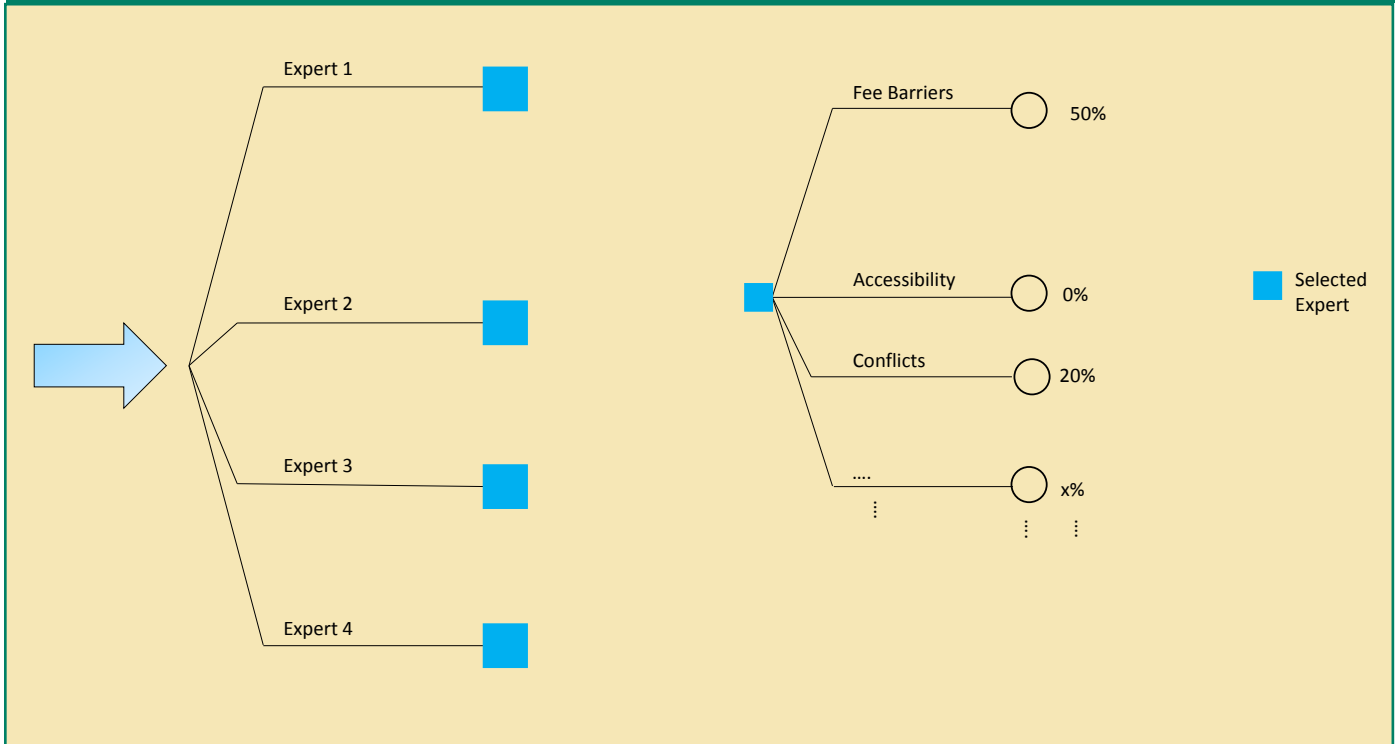 Expert 1
Expert 2
Expert 3
Expert 4
Fee Barriers
50%
Accessibility
0%
Conflicts
20%
....
x%
Selected
Expert